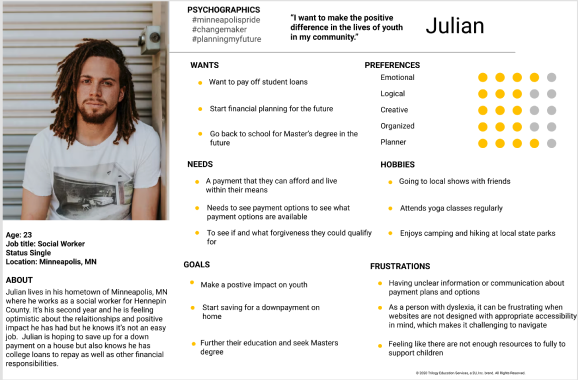 PSYCHOGRAPHICS
#minneapolispride
#changemaker
#planningmyfuture
"I want to make the positive
difference in the lives of youth
in my community."
Julian
WANTS
Want to pay off student loans
Start financial planning for the future
Go back to school for Master's degree in the
future
PREFERENCES
Emotional
Logical
Creative
Organized
Planner
NEEDS
A payment that they can afford and live
within their means
Needs to see payment options to see what
payment options are available
To see if and what forgiveness they could qualifiy
for
HOBBIES
Going to local shows with friends
Attends yoga classes regularly
Enjoys camping and hiking at local state parks
Age: 23
Job title: Social Worker
Status Single
Location: Minneapolis, MN
ABOUT
Julian lives in his hometown of Minneapolis, MN
where he works as a social worker for Hennepin
County. It's his second year and he is feeling
optimistic about the relaitionships and positive
impact he has had but he knows it's not an easy
job.  Julian is hoping to save up for a down
payment on a house but also knows he has
college loans to repay as well as other financial
responsibilities.
GOALS
Make a postive impact on youth
Start saving for a downpayment on
home
Further their education and seek Masters
degree
FRUSTRATIONS
Having unclear information or communication about
payment plans and options
As a person with dyslexia, it can be frustrating when
websites are not designed with appropriate accessibility
in mind, which makes it challenging to navigate
Feeling like there are not enough resources to fully to
support children
© 2020 Trilogy Education Services, a 2U, Inc. brand. All Rights Reserved.